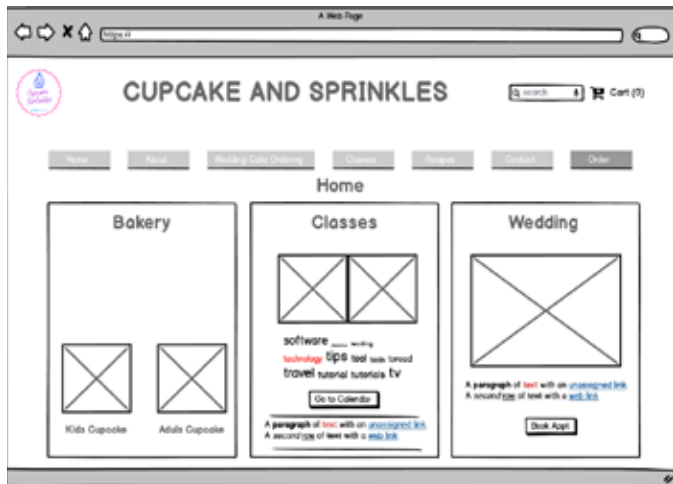 A Web Page
https://
CUPCAKE AND SPRINKLES
search
Cart (0)
Home
About
Wedding Cake Ordering
Classes
Recipes
Contact
Order
Home
Bakery
Kids Cupcake
Adults Cupcake
Classes
software
technology tips tool
travel tutorial tutorials tv
Go to Calendar
A paragraph of text with an unassigned link
A second row of text with a web link
Wedding
A paragraph of text with an unassigned link
A second row of text with a web link
Book Appt